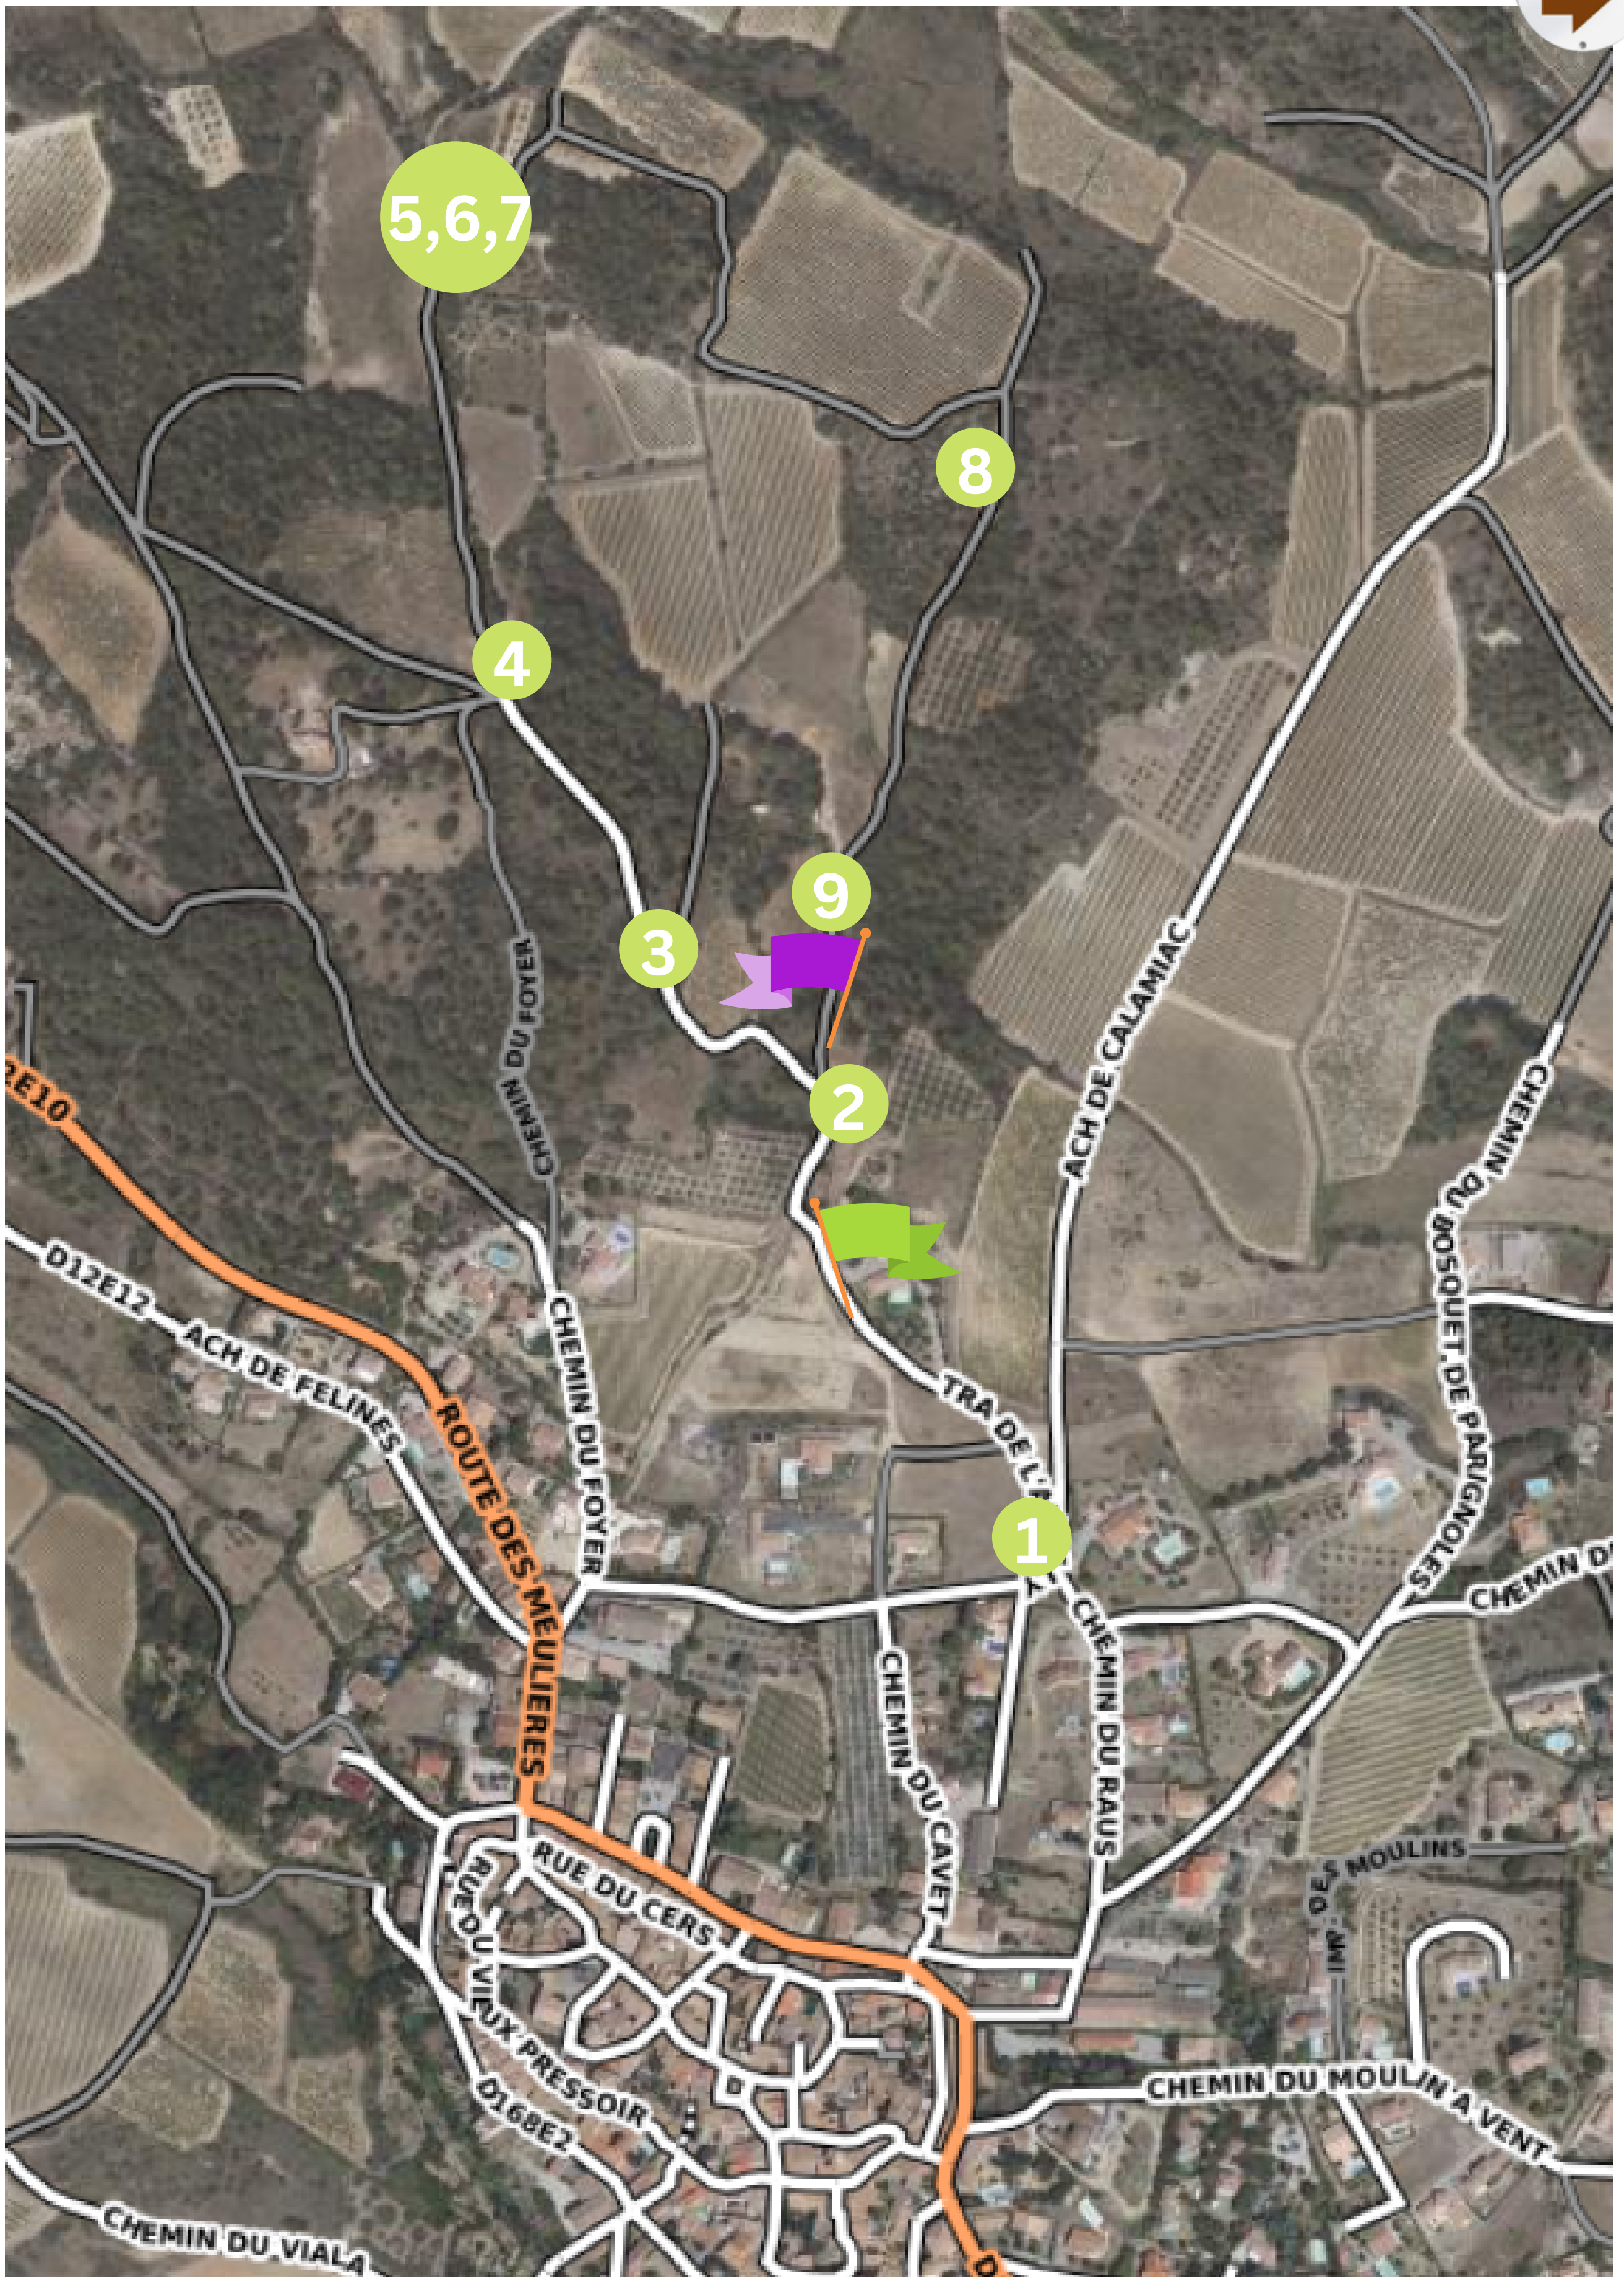 5,6,7
8
4
9
3
2
1
ACH DE CALAMIAC
CHEMIN DU FOYER
CHEMIN DU BOSQUET DE PARIGNOLES
2E10
D12E12
ACH DE FELINES
CHEMIN DU FOYER
TRA DE L'
ROUTE DES MEULIERES
CHEMIN D
CHEMIN DU RAUS
CHEMIN DU CAVET
IMP. DES MOULINS
RUE DU CERS
RUE DU VIEUX PRESSOIR
D168E2
CHEMIN DU MOULIN A VENT
CHEMIN DU VIALA
D